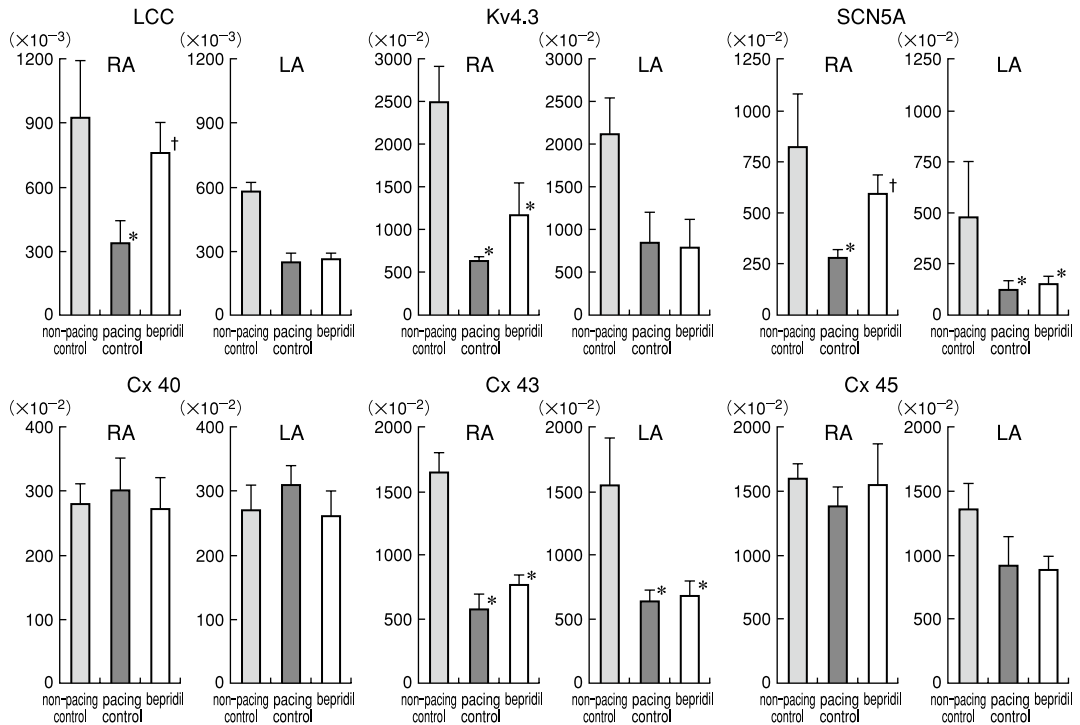 LCC
Kv4.3
SCN5A
(×10−3)
(×10−3)
(×10−2)
(×10−2)
(×10−2)
(×10−2)
RA
LA
RA
LA
RA
LA
1200
900
600
300
0
†
*
non-pacing control
pacing control
bepridil
1200
900
600
300
0
non-pacing control
pacing control
bepridil
3000
2500
2000
1500
1000
500
0
*
*
non-pacing control
pacing control
bepridil
3000
2500
2000
1500
1000
500
0
non-pacing control
pacing control
bepridil
1000
750
500
250
0
*
†
non-pacing control
pacing control
bepridil
1000
750
500
250
0
*
*
non-pacing control
pacing control
bepridil
Cx 40
Cx 43
Cx 45
(×10−2)
(×10−2)
(×10−2)
(×10−2)
(×10−2)
(×10−2)
RA
LA
RA
LA
RA
LA
400
300
200
100
0
non-pacing control
pacing control
bepridil
400
300
200
100
0
non-pacing control
pacing control
bepridil
2000
1500
1000
500
0
*
*
non-pacing control
pacing control
bepridil
2000
1500
1000
500
0
*
*
non-pacing control
pacing control
bepridil
2000
1500
1000
500
0
non-pacing control
pacing control
bepridil
2000
1500
1000
500
0
non-pacing control
pacing control
bepridil